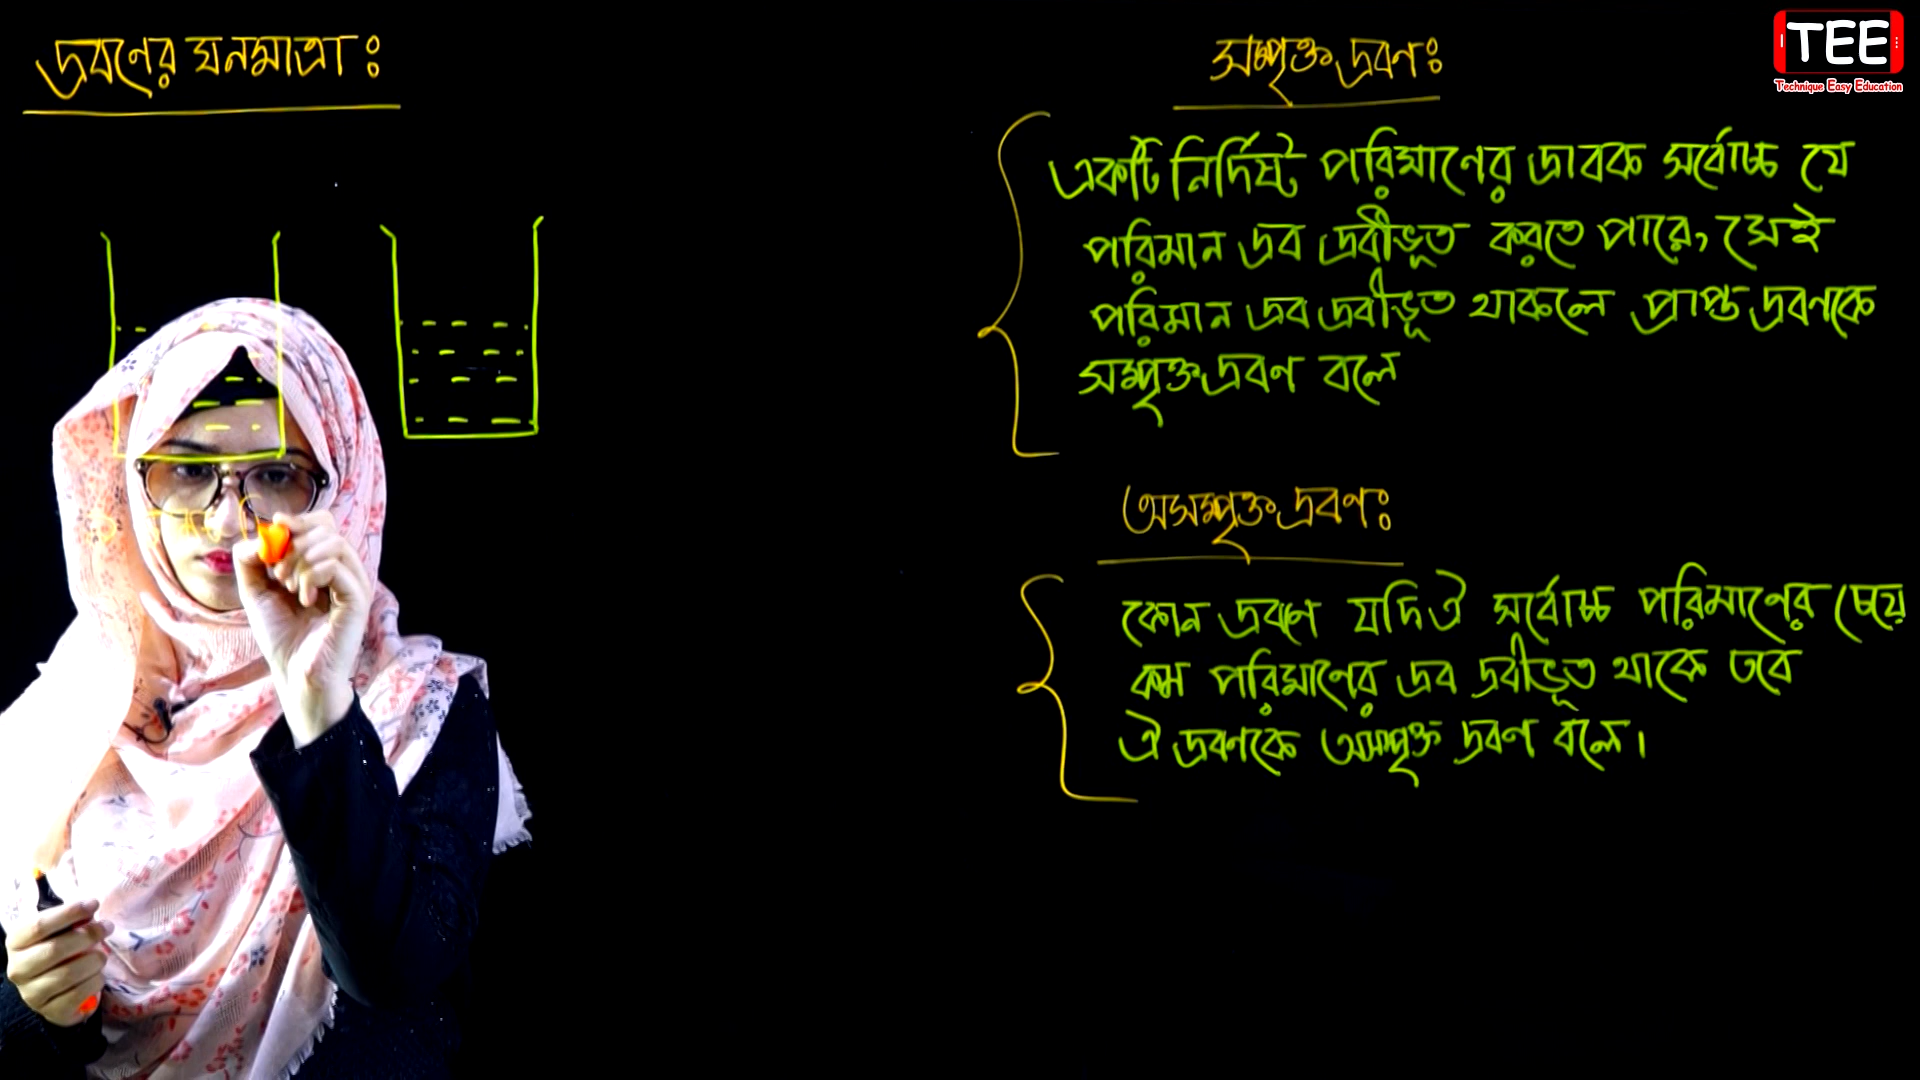 দ্রবণের ঘনমাত্রা ঃ
সম্পৃক্ত দ্রবণ ঃ
একটি নির্দিষ্ট পরিমাণের দ্রাবক সর্বোচ্চ যে
পরিমান দ্রব দ্রবীভূত করতে পারে, সেই
পরিমান দ্রব দ্রবীভূত থাকলে প্রাপ্ত দ্রবণকে
সম্পৃক্ত দ্রবণ বলে
অসম্পৃক্ত দ্রবণ ঃ
কোন দ্রবণে যদি ঐ সর্বোচ্চ পরিমাণের চেয়ে
কম পরিমাণের দ্রব দ্রবীভূত থাকে তবে
ঐ দ্রবণকে অসম্পৃক্ত দ্রবণ বলে।
TEE
Technique Easy Education